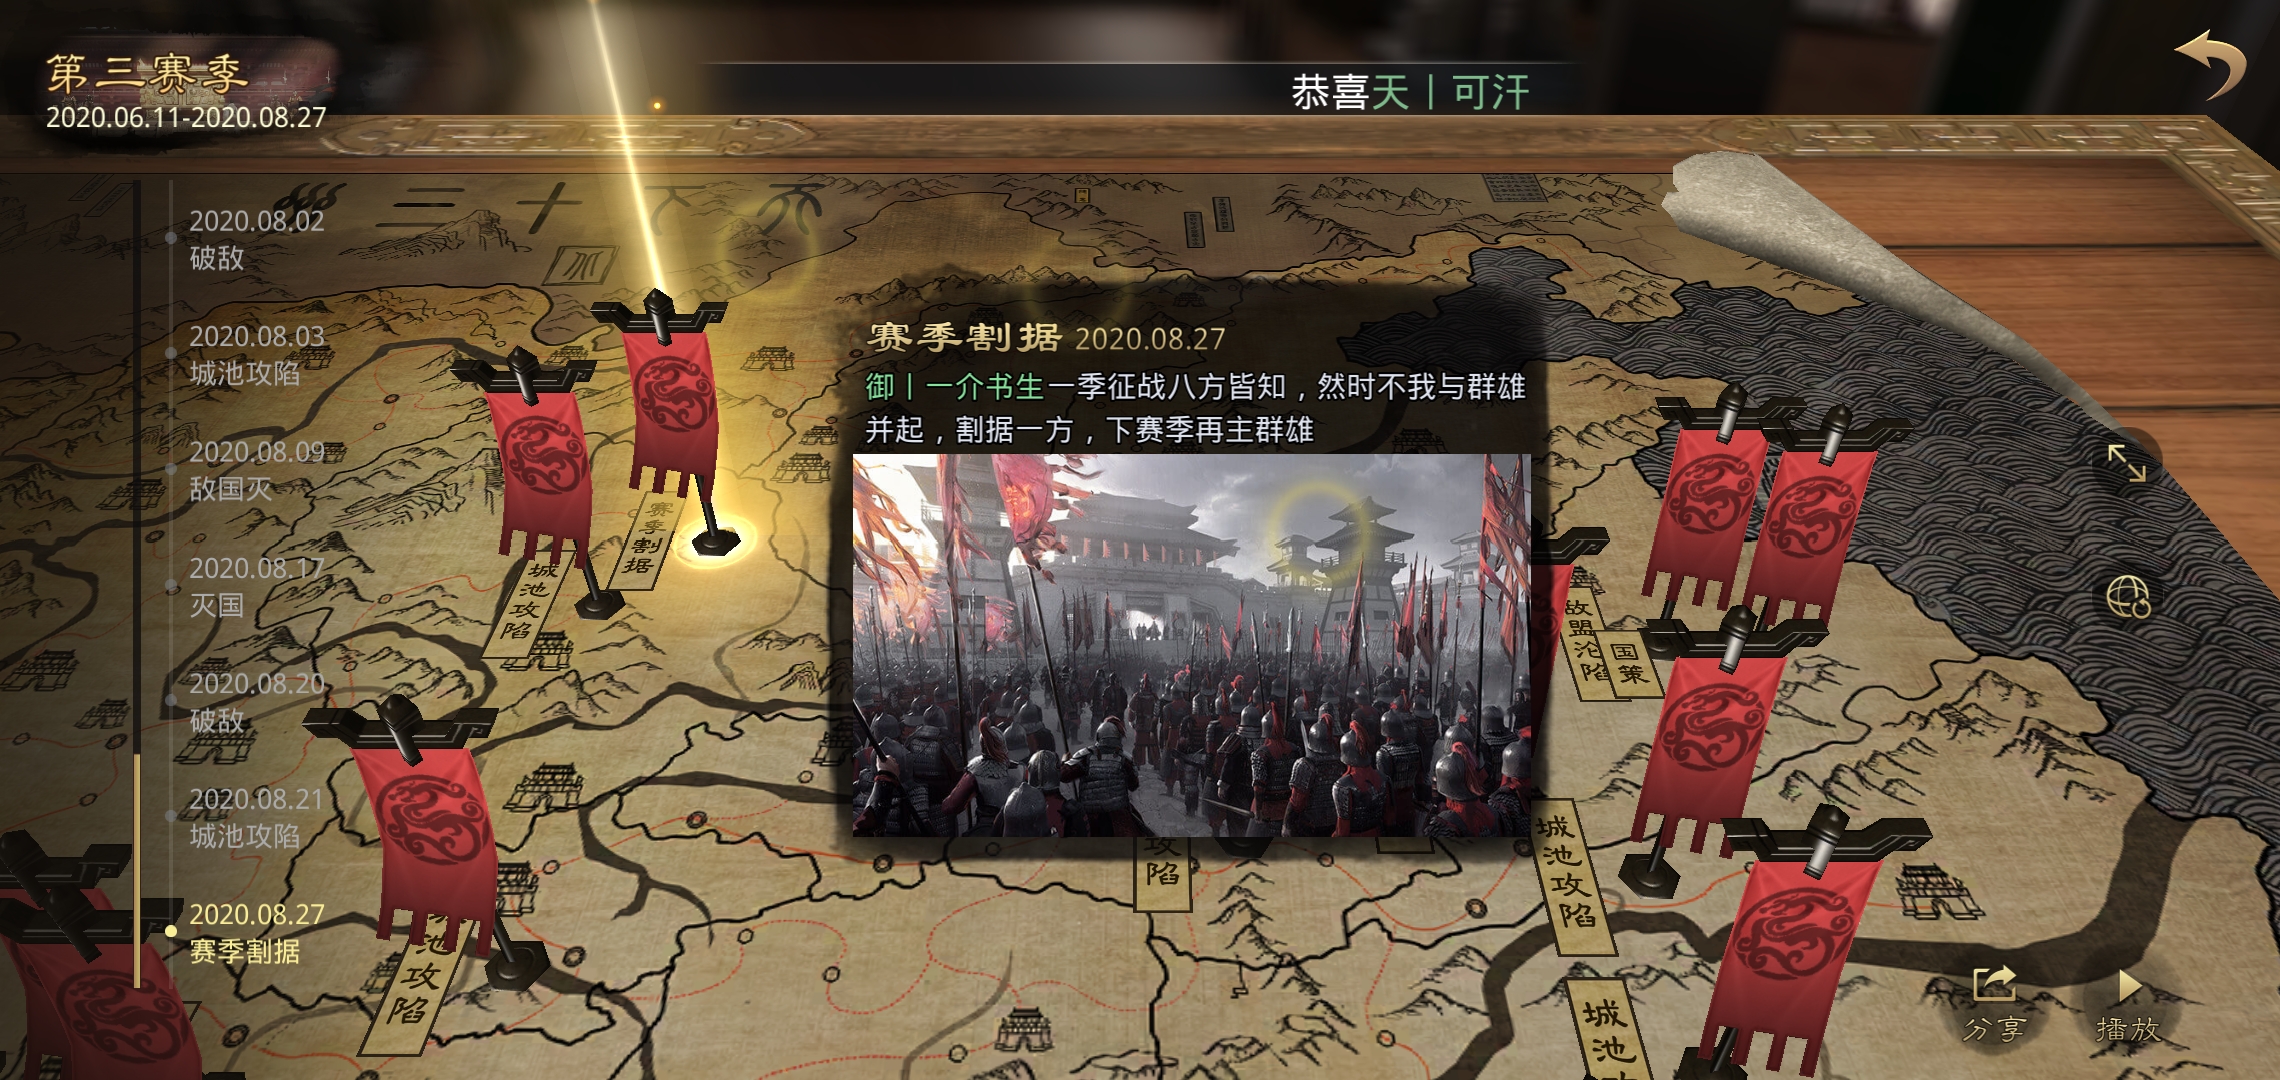 第三赛季
2020.06.11-2020.08.27
恭喜天丨可汗
2020.08.02
破敌
2020.08.03
城池攻陷
2020.08.09
敌国灭
2020.08.17
灭国
2020.08.20
破敌
2020.08.21
城池攻陷
2020.08.27
赛季割据
赛季割据 2020.08.27
御丨一介书生一季征战八方皆知，然时不我与群雄
并起，割据一方，下赛季再主群雄
赛季割据
城池攻陷
池攻陷
攻陷
故盟沦陷
国策
城池攻陷
城池
分享
播放